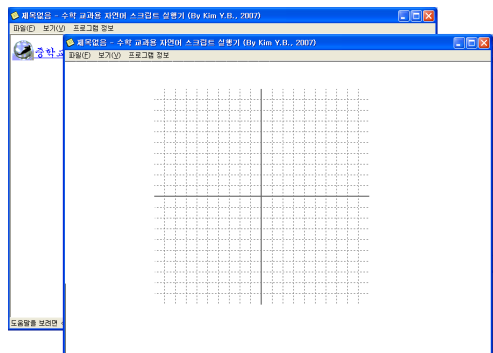 제목없음 - 수학 교과용 자연어 스크립트 실행기 (By Kim Y.B., 2007)
파일(F) 보기(V) 프로그램 정보
중학교
제목없음 - 수학 교과용 자연어 스크립트 실행기 (By Kim Y.B., 2007)
파일(F) 보기(V) 프로그램 정보
도움말을 보려면